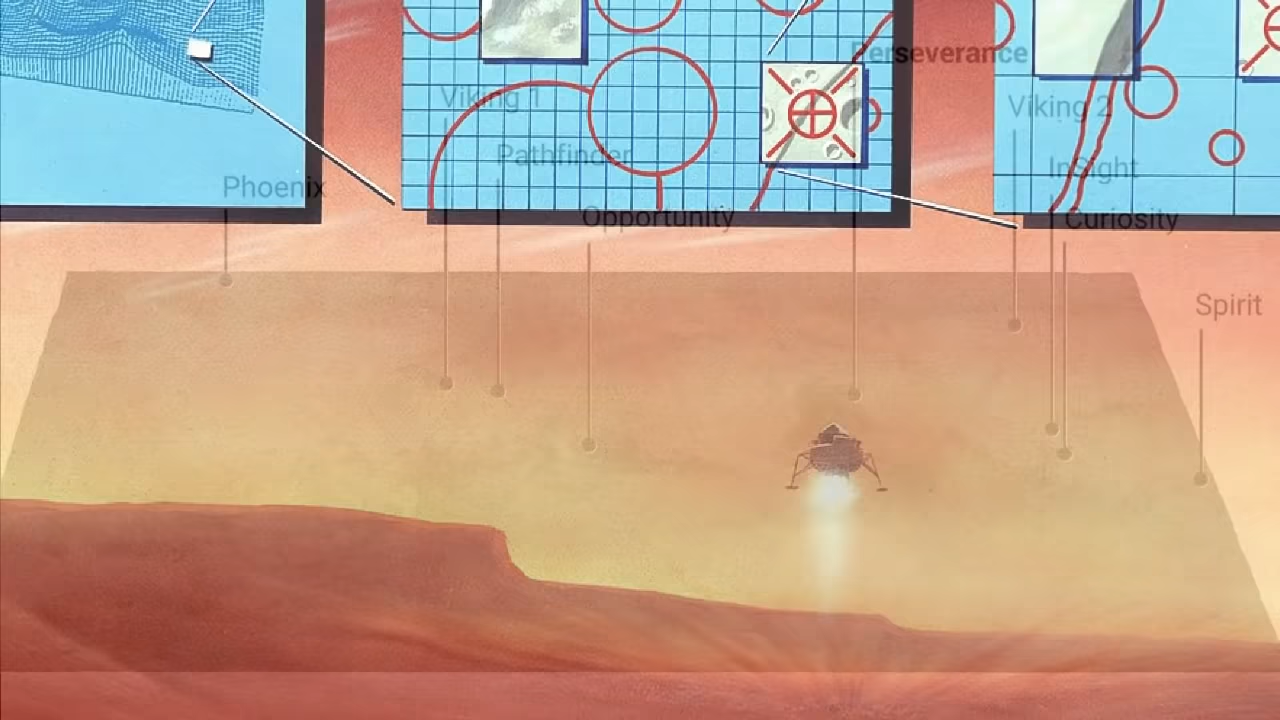 Perseverance
Viking 1
Viking 2
Pathfinder
InSight
Phoenix
Opportunity
Curiosity
Spirit